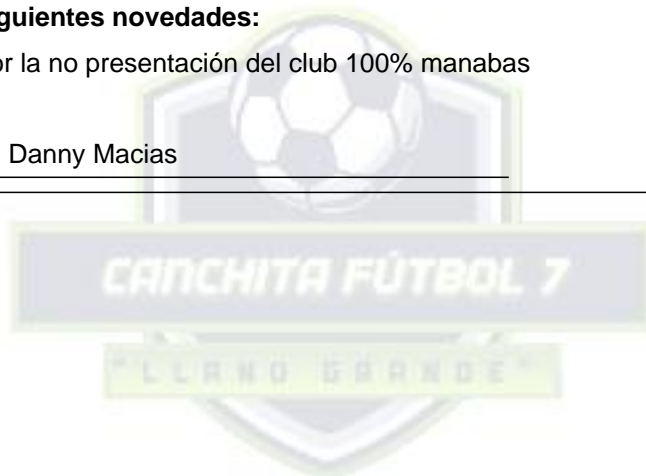 guientes novedades:
or la no presentación del club 100% manabas
Danny Macias
CANCHITA FÚTBOL 7
"LLANO GRANDE"